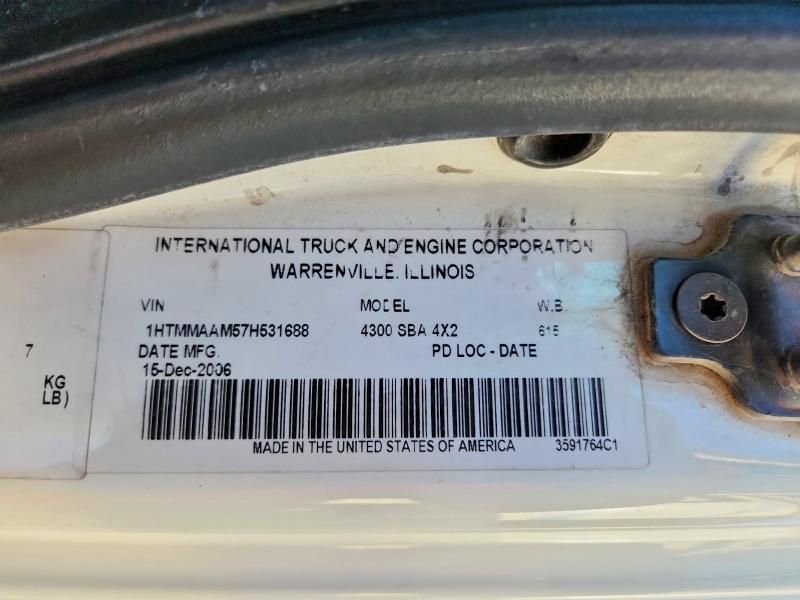 INTERNATIONAL TRUCK AND ENGINE CORPORATION
WARRENVILLE, ILLINOIS
VIN MODEL W.B.
1HTMMAAM57H531688 4300 SBA 4X2 615
DATE MFG. PD LOC - DATE
15-Dec-2006
MADE IN THE UNITED STATES OF AMERICA 3591764C1
7
KG
LB)